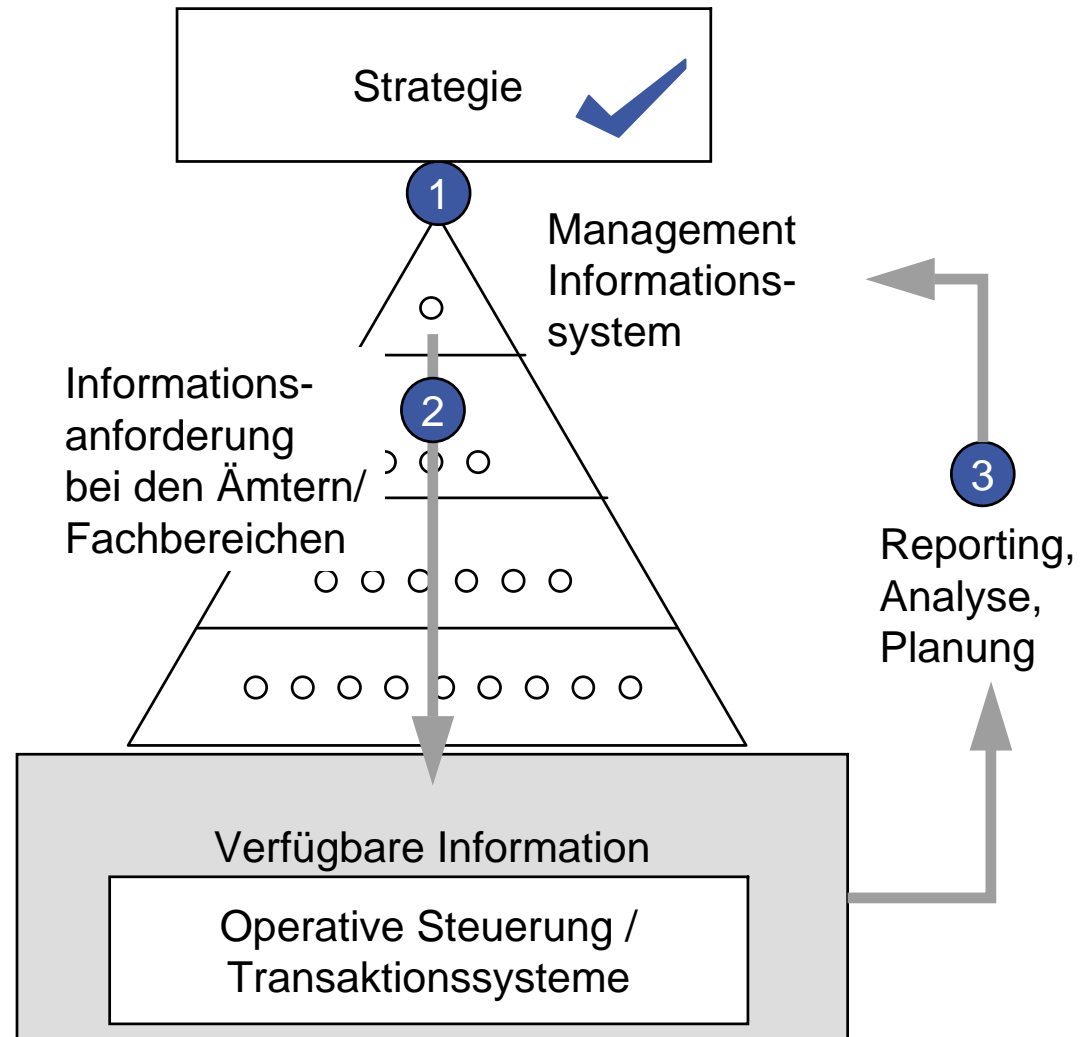 Strategie
1
Management
Informations-
system
Informations-
anforderung
bei den Ämtern/
Fachbereichen
2
3
Reporting,
Analyse,
Planung
Verfügbare Information
Operative Steuerung /
Transaktionssysteme